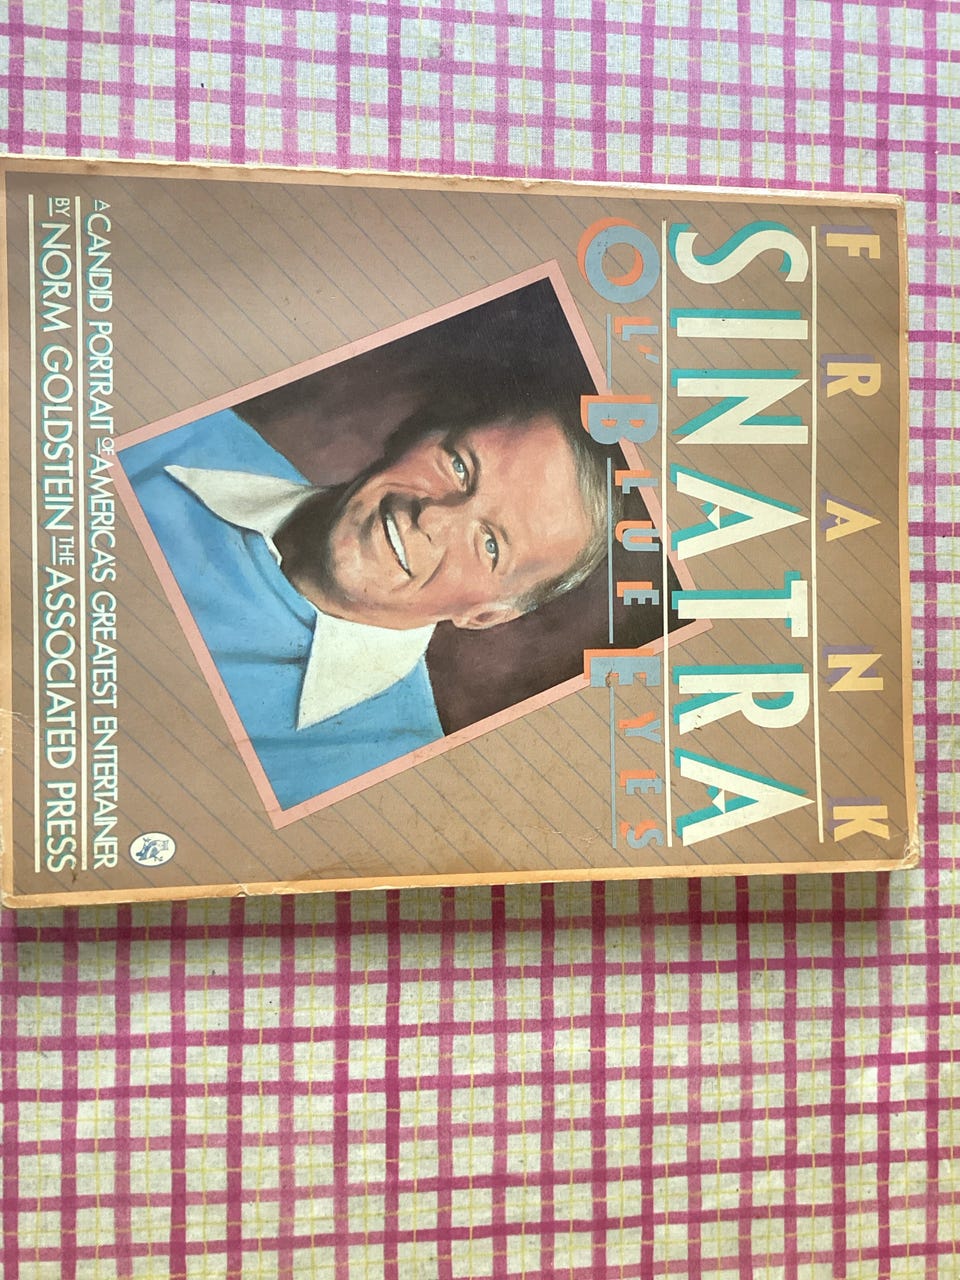 FRANK
SINATRA
OL' BLUE EYES
A CANDID PORTRAIT OF AMERICA'S GREATEST ENTERTAINER
BY NORM GOLDSTEIN THE ASSOCIATED PRESS